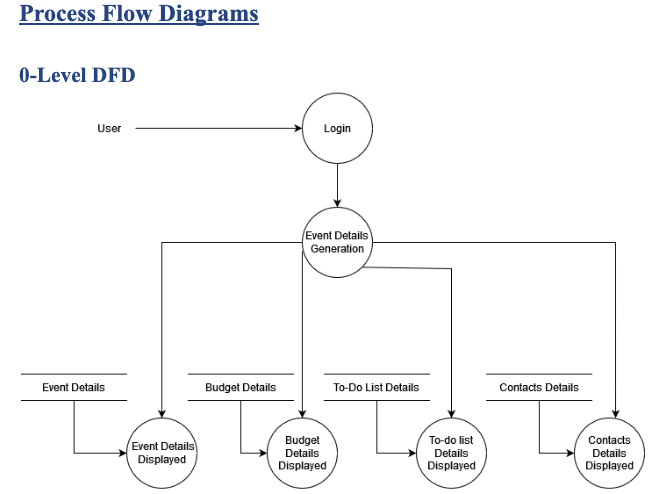 Process Flow Diagrams
0-Level DFD
User
Login
Event Details
Generation
Event Details
Budget Details
To-Do List Details
Contacts Details
Event Details
Displayed
Budget
Details
Displayed
To-do list
Details
Displayed
Contacts
Details
Displayed